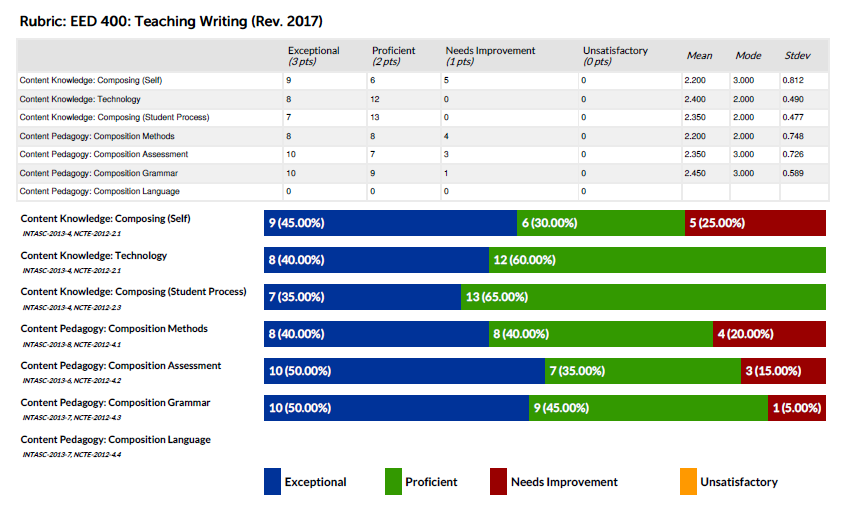 Rubric: EED 400: Teaching Writing (Rev. 2017)
Exceptional (3 pts) Proficient (2 pts) Needs Improvement (1 pts) Unsatisfactory (0 pts) Mean Mode Stdev
Content Knowledge: Composing (Self) 9 6 5 0 2.200 3.000 0.812
Content Knowledge: Technology 8 12 0 0 2.400 2.000 0.490
Content Knowledge: Composing (Student Process) 7 13 0 0 2.350 2.000 0.477
Content Pedagogy: Composition Methods 8 8 4 0 2.200 2.000 0.748
Content Pedagogy: Composition Assessment 10 7 3 0 2.350 3.000 0.726
Content Pedagogy: Composition Grammar 10 9 1 0 2.450 3.000 0.589
Content Pedagogy: Composition Language 0 0 0 0
Content Knowledge: Composing (Self) 9 (45.00%) 6 (30.00%) 5 (25.00%)
INTASC-2013-4, NCTE-2012-2.1
Content Knowledge: Technology 8 (40.00%) 12 (60.00%)
INTASC-2013-4, NCTE-2012-2.1
Content Knowledge: Composing (Student Process) 7 (35.00%) 13 (65.00%)
INTASC-2013-4, NCTE-2012-2.3
Content Pedagogy: Composition Methods 8 (40.00%) 8 (40.00%) 4 (20.00%)
INTASC-2013-8, NCTE-2012-4.1
Content Pedagogy: Composition Assessment 10 (50.00%) 7 (35.00%) 3 (15.00%)
INTASC-2013-6, NCTE-2012-4.2
Content Pedagogy: Composition Grammar 10 (50.00%) 9 (45.00%) 1 (5.00%)
INTASC-2013-7, NCTE-2012-4.3
Content Pedagogy: Composition Language
INTASC-2013-7, NCTE-2012-4.4
Exceptional Proficient Needs Improvement Unsatisfactory